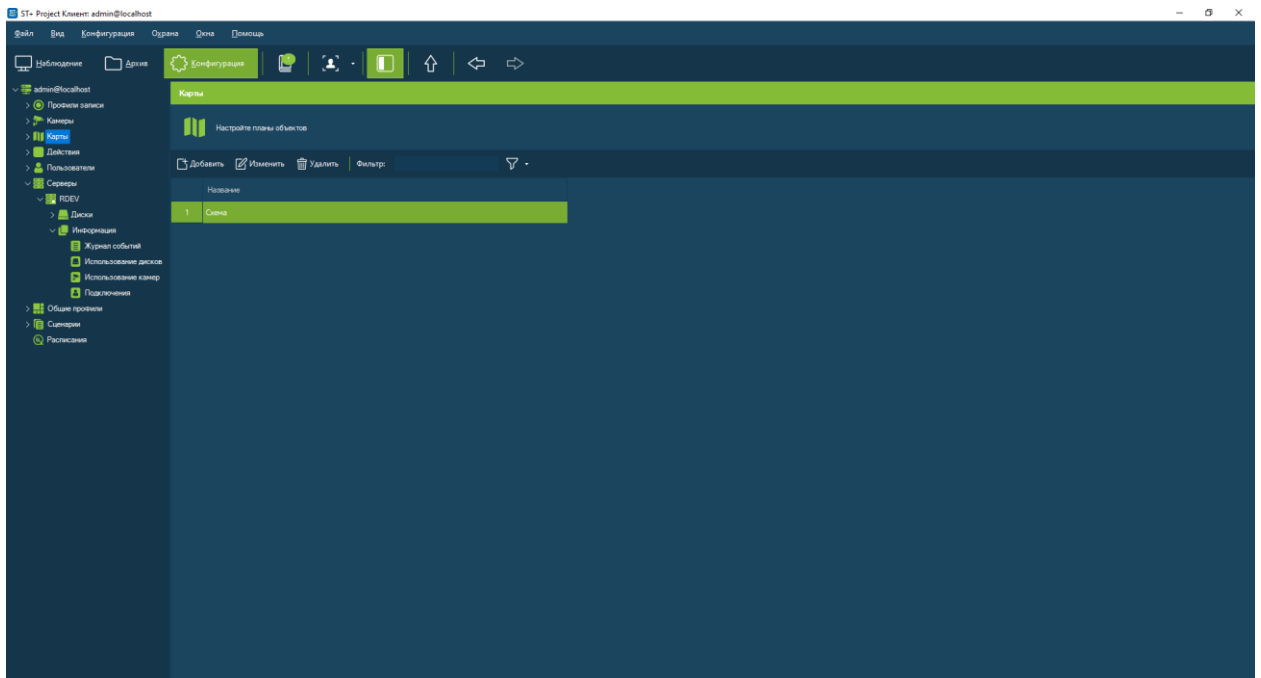 ST+ Project Клиент: admin@localhost
Файл Вид Конфигурация Охрана Окна Помощь
Наблюдение Архив Конфигурация
admin@localhost
Профили записи
Камеры
Карты
Действия
Пользователи
Серверы
RDEV
Диски
Информация
Журнал событий
Использование дисков
Использование камер
Подключения
Общие профили
Сценарии
Расписания
Карты
Настройте планы объектов
Добавить Изменить Удалить Фильтр:
Название
1 Схема